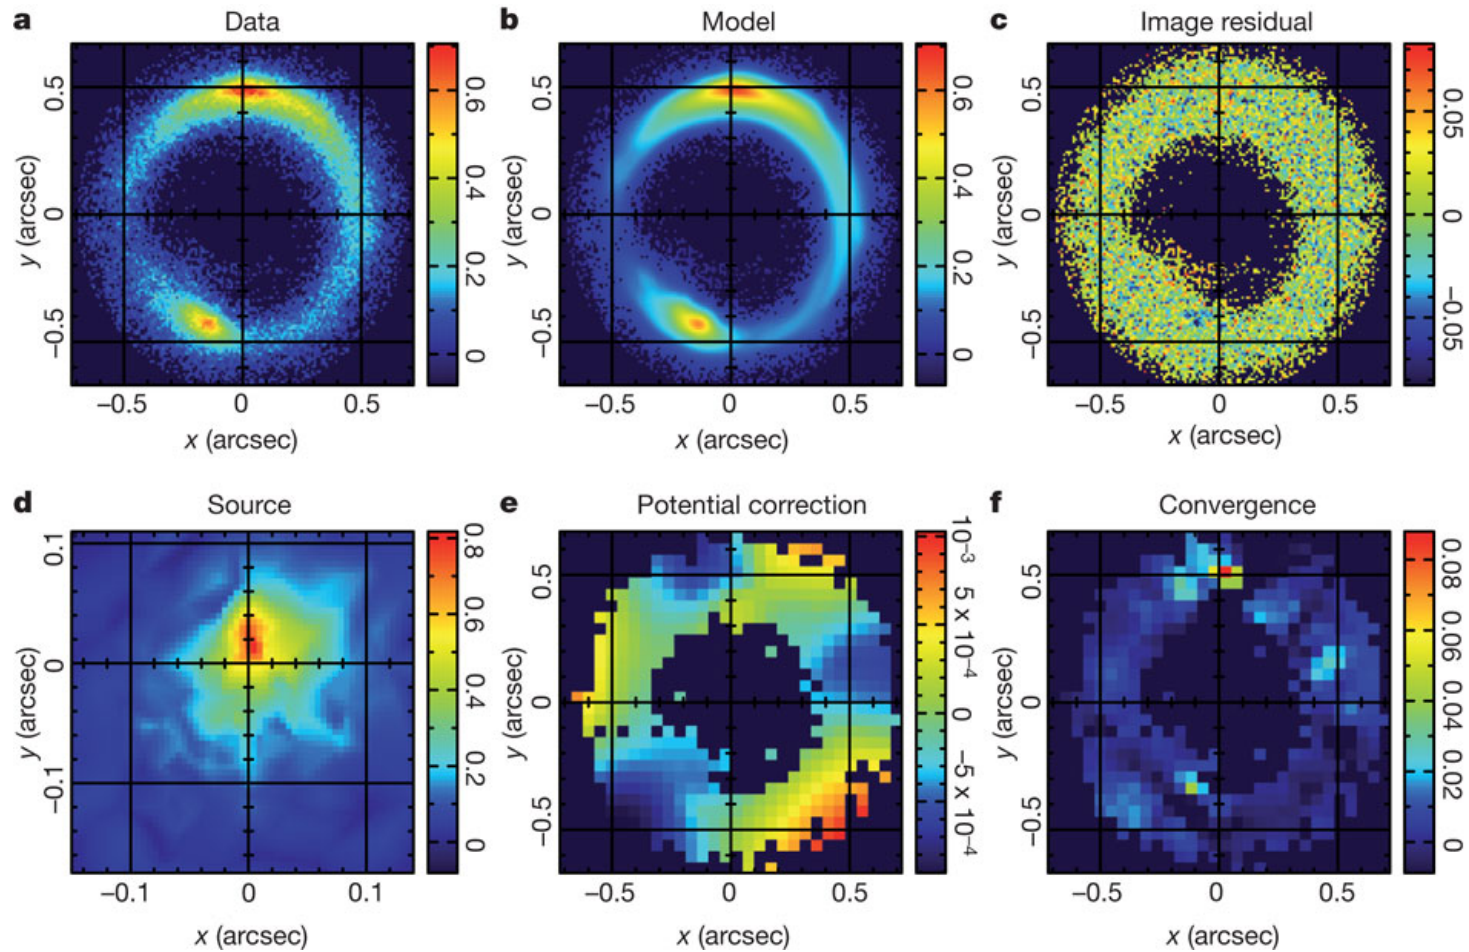 a Data
b Model
c Image residual
0.5
0
−0.5
y (arcsec)
−0.5 0 0.5
x (arcsec)
0.6
0.4
0.2
0
0.5
0
−0.5
y (arcsec)
−0.5 0 0.5
x (arcsec)
0.6
0.4
0.2
0
0.5
0
−0.5
y (arcsec)
−0.5 0 0.5
x (arcsec)
0.05
0
−0.05
d Source
e Potential correction
f Convergence
0.1
0
−0.1
y (arcsec)
−0.1 0 0.1
x (arcsec)
0.8
0.6
0.4
0.2
0
0.5
0
−0.5
y (arcsec)
−0.5 0 0.5
x (arcsec)
10⁻³
5 x 10⁻⁴
0
−5 x 10⁻⁴
0.5
0
−0.5
y (arcsec)
−0.5 0 0.5
x (arcsec)
0.08
0.06
0.04
0.02
0